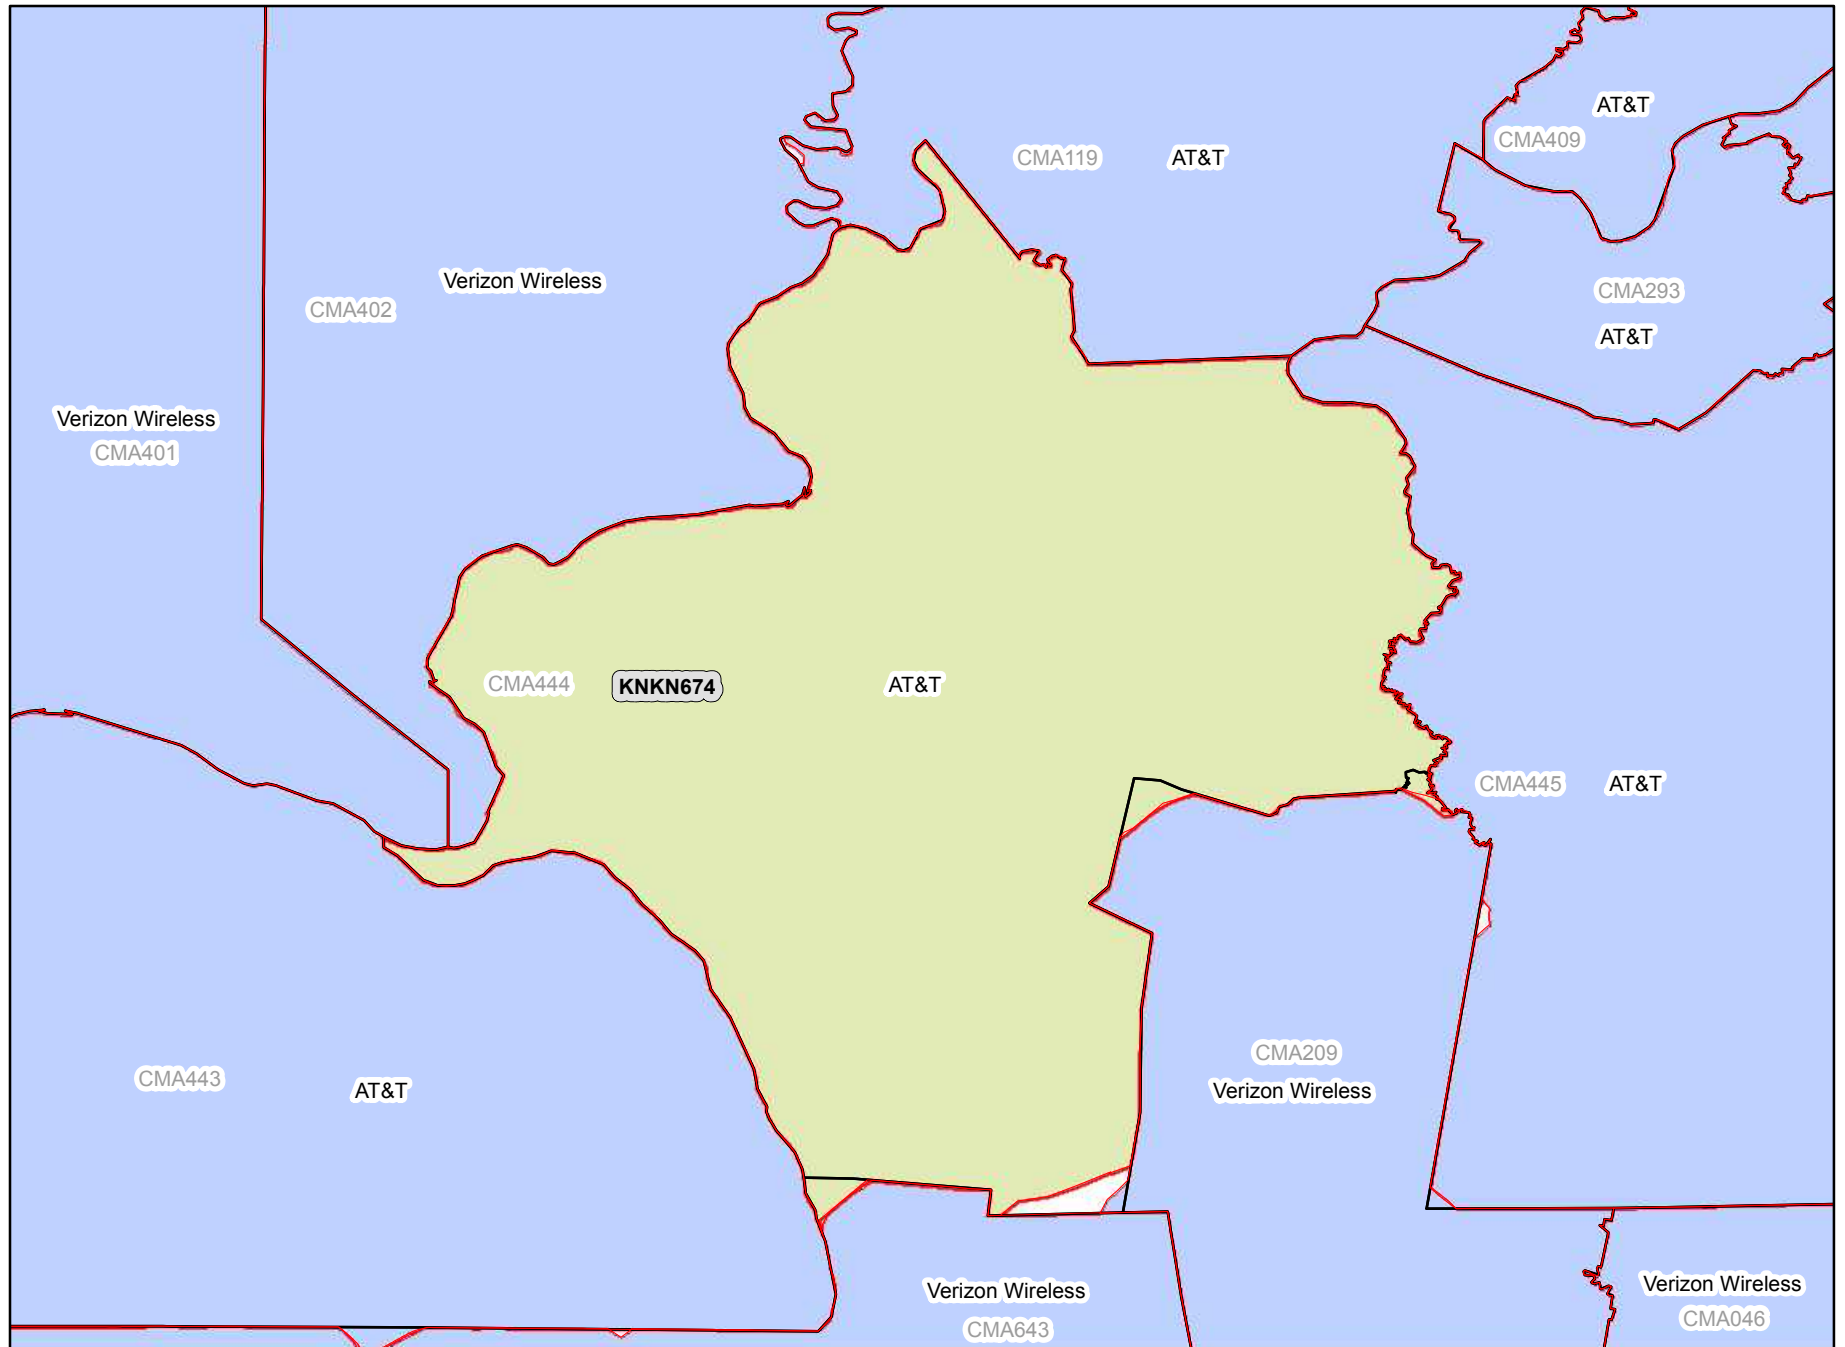 AT&T
CMA409
CMA119
AT&T
Verizon Wireless
CMA402
CMA293
AT&T
Verizon Wireless
CMA401
CMA444
KNKN674
AT&T
CMA445
AT&T
CMA443
AT&T
CMA209
Verizon Wireless
Verizon Wireless
CMA643
Verizon Wireless
CMA046